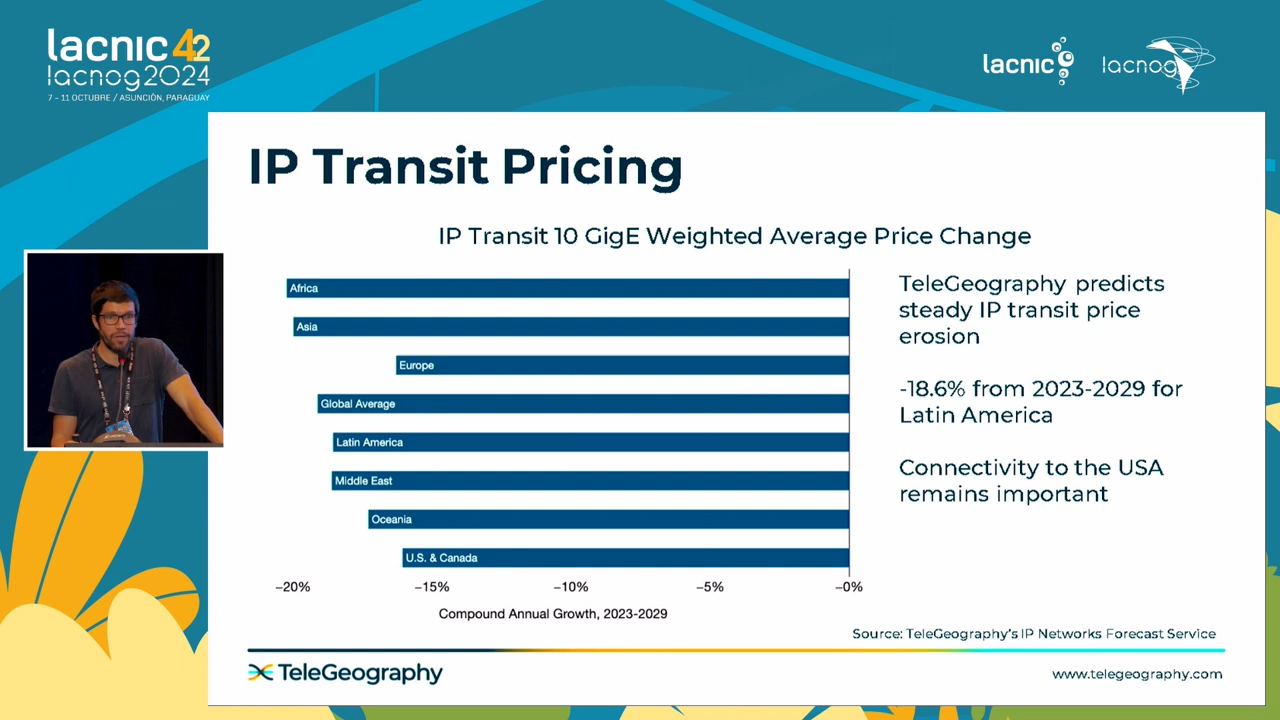 lacnic 42
lacnog2024
7 - 11 OCTUBRE / ASUNCIÓN, PARAGUAY
lacnic
lacnog
IP Transit Pricing
IP Transit 10 GigE Weighted Average Price Change
Africa
Asia
Europe
Global Average
Latin America
Middle East
Oceania
U.S. & Canada
−20%
−15%
−10%
−5%
−0%
Compound Annual Growth, 2023-2029
TeleGeography predicts
steady IP transit price
erosion
-18.6% from 2023-2029 for
Latin America
Connectivity to the USA
remains important
Source: TeleGeography's IP Networks Forecast Service
TeleGeography
www.telegeography.com